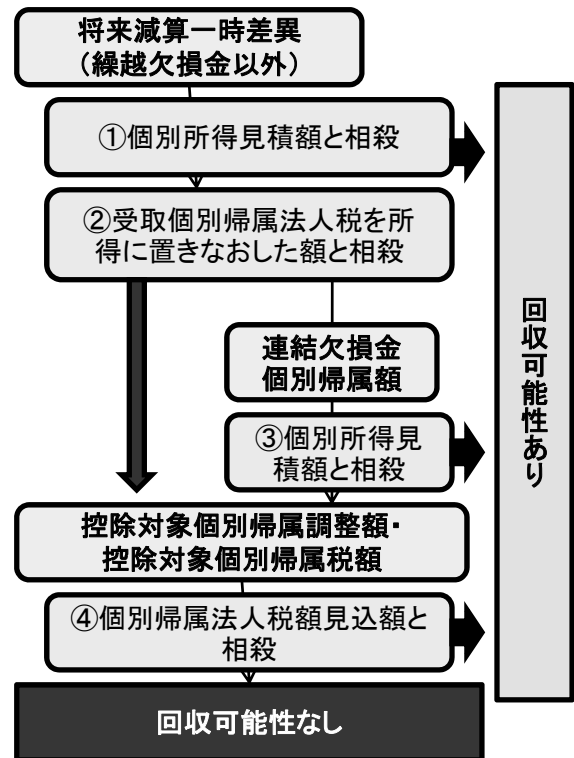 将来減算一時差異
(繰越欠損金以外)
①個別所得見積額と相殺
②受取個別帰属法人税を所
得に置きなおした額と相殺
連結欠損金
個別帰属額
③個別所得見
積額と相殺
控除対象個別帰属調整額・
控除対象個別帰属税額
④個別帰属法人税額見込額と
相殺
回収可能性なし
回収可能性あり